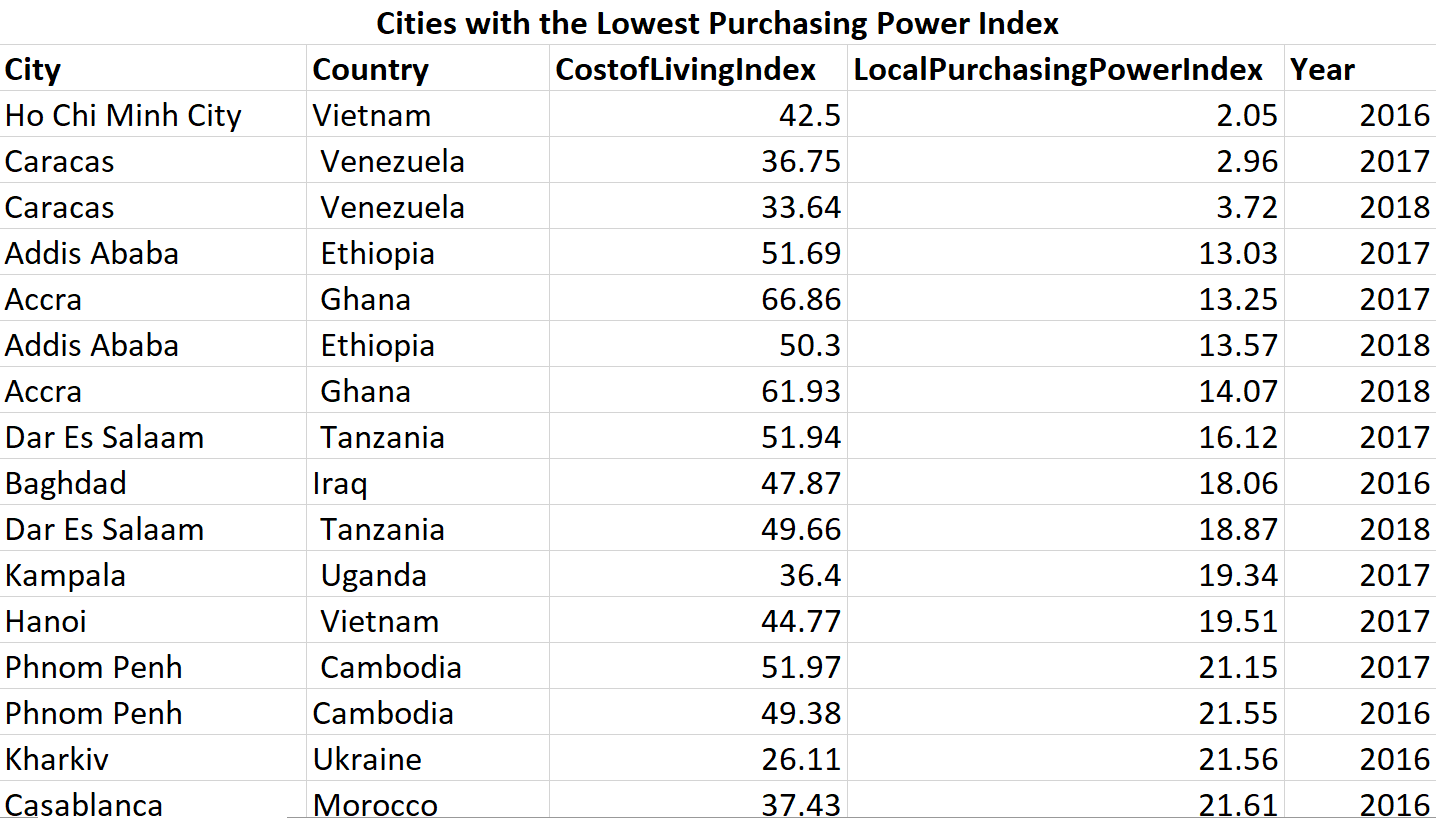 Cities with the Lowest Purchasing Power Index
City Country CostofLivingIndex LocalPurchasingPowerIndex Year
Ho Chi Minh City Vietnam 42.5 2.05 2016
Caracas Venezuela 36.75 2.96 2017
Caracas Venezuela 33.64 3.72 2018
Addis Ababa Ethiopia 51.69 13.03 2017
Accra Ghana 66.86 13.25 2017
Addis Ababa Ethiopia 50.3 13.57 2018
Accra Ghana 61.93 14.07 2018
Dar Es Salaam Tanzania 51.94 16.12 2017
Baghdad Iraq 47.87 18.06 2016
Dar Es Salaam Tanzania 49.66 18.87 2018
Kampala Uganda 36.4 19.34 2017
Hanoi Vietnam 44.77 19.51 2017
Phnom Penh Cambodia 51.97 21.15 2017
Phnom Penh Cambodia 49.38 21.55 2016
Kharkiv Ukraine 26.11 21.56 2016
Casablanca Morocco 37.43 21.61 2016